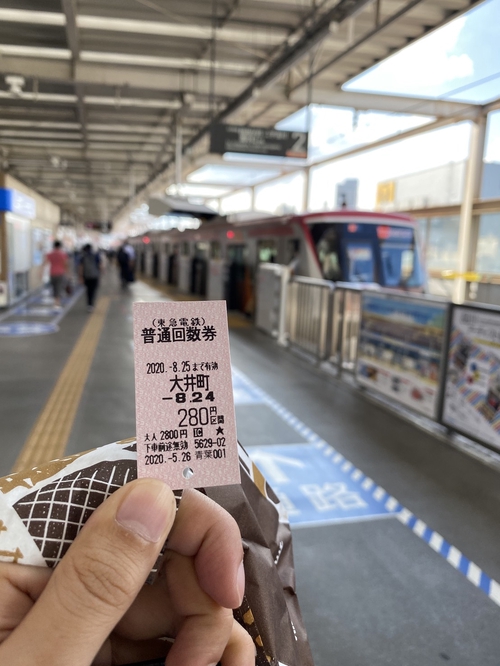 2
(東急電鉄)
普通回数券
2020.-8.25まで有効
大井町
-8.24
280円区間
大人 2800円 IC ★
下車前途無効 5629-02
2020.-5.26 青葉001